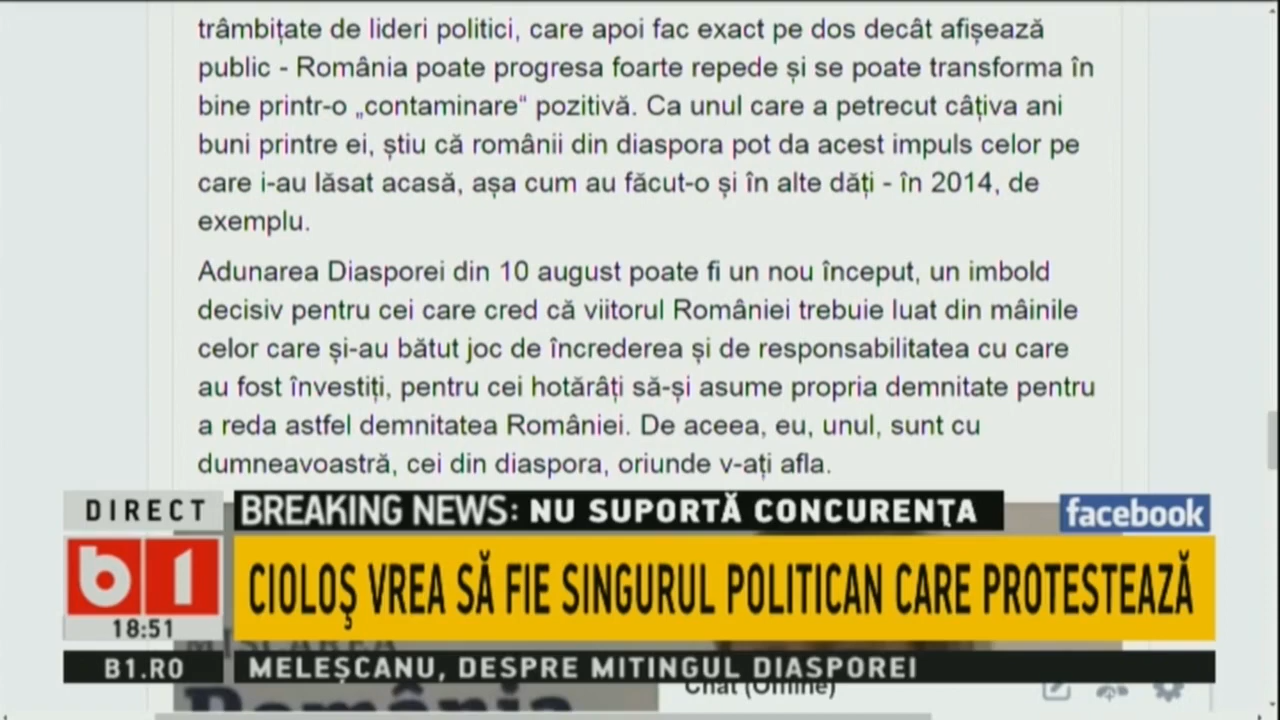 trâmbițate de lideri politici, care apoi fac exact pe dos decât afișează
public - România poate progresa foarte repede și se poate transforma în
bine printr-o „contaminare“ pozitivă. Ca unul care a petrecut câțiva ani
buni printre ei, știu că românii din diaspora pot da acest impuls celor pe
care i-au lăsat acasă, așa cum au făcut-o și în alte dăți - în 2014, de
exemplu.
Adunarea Diasporei din 10 august poate fi un nou început, un imbold
decisiv pentru cei care cred că viitorul României trebuie luat din mâinile
celor care și-au bătut joc de încrederea și de responsabilitatea cu care
au fost învestiți, pentru cei hotărâți să-și asume propria demnitate pentru
a reda astfel demnitatea României. De aceea, eu, unul, sunt cu
dumneavoastră, cei din diaspora, oriunde v-ați afla.
DIRECT BREAKING NEWS: NU SUPORTĂ CONCURENŢA facebook
b1 CIOLOŞ VREA SĂ FIE SINGURUL POLITICAN CARE PROTESTEAZĂ
18:51
MIȘCAREA
B1.RO MELEŞCANU, DESPRE MITINGUL DIASPOREI
România
Chat (Offline)